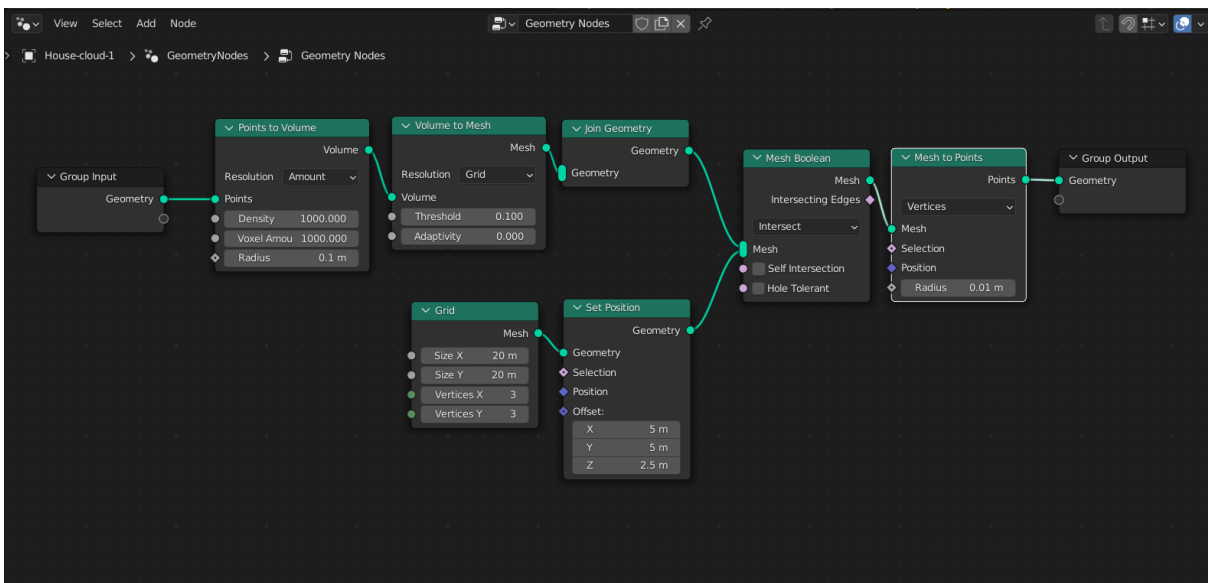 View Select Add Node
Geometry Nodes
House-cloud-1 > GeometryNodes > Geometry Nodes
Group Input
Geometry
Points to Volume
Volume
Resolution Amount
Points
Density 1000.000
Voxel Amou 1000.000
Radius 0.1 m
Volume to Mesh
Mesh
Resolution Grid
Volume
Threshold 0.100
Adaptivity 0.000
Join Geometry
Geometry
Geometry
Grid
Mesh
Size X 20 m
Size Y 20 m
Vertices X 3
Vertices Y 3
Set Position
Geometry
Geometry
Selection
Position
Offset:
X 5 m
Y 5 m
Z 2.5 m
Mesh Boolean
Mesh
Intersecting Edges
Intersect
Mesh
Self Intersection
Hole Tolerant
Mesh to Points
Points
Vertices
Mesh
Selection
Position
Radius 0.01 m
Group Output
Geometry